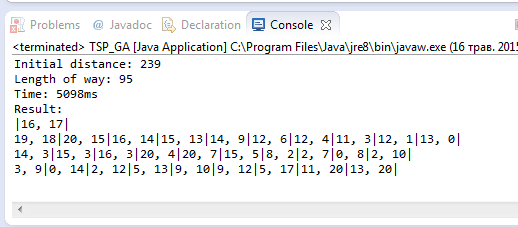 Problems @ Javadoc Declaration Console
<terminated> TSP_GA [Java Application] C:\Program Files\Java\jre8\bin\javaw.exe (16 трав. 2015
Initial distance: 239
Length of way: 95
Time: 5098ms
Result:
|16, 17|
19, 18|20, 15|16, 14|15, 13|14, 9|12, 6|12, 4|11, 3|12, 1|13, 0|
14, 3|15, 3|16, 3|20, 4|20, 7|15, 5|8, 2|2, 7|0, 8|2, 10|
3, 9|0, 14|2, 12|5, 13|9, 10|9, 12|5, 17|11, 20|13, 20|